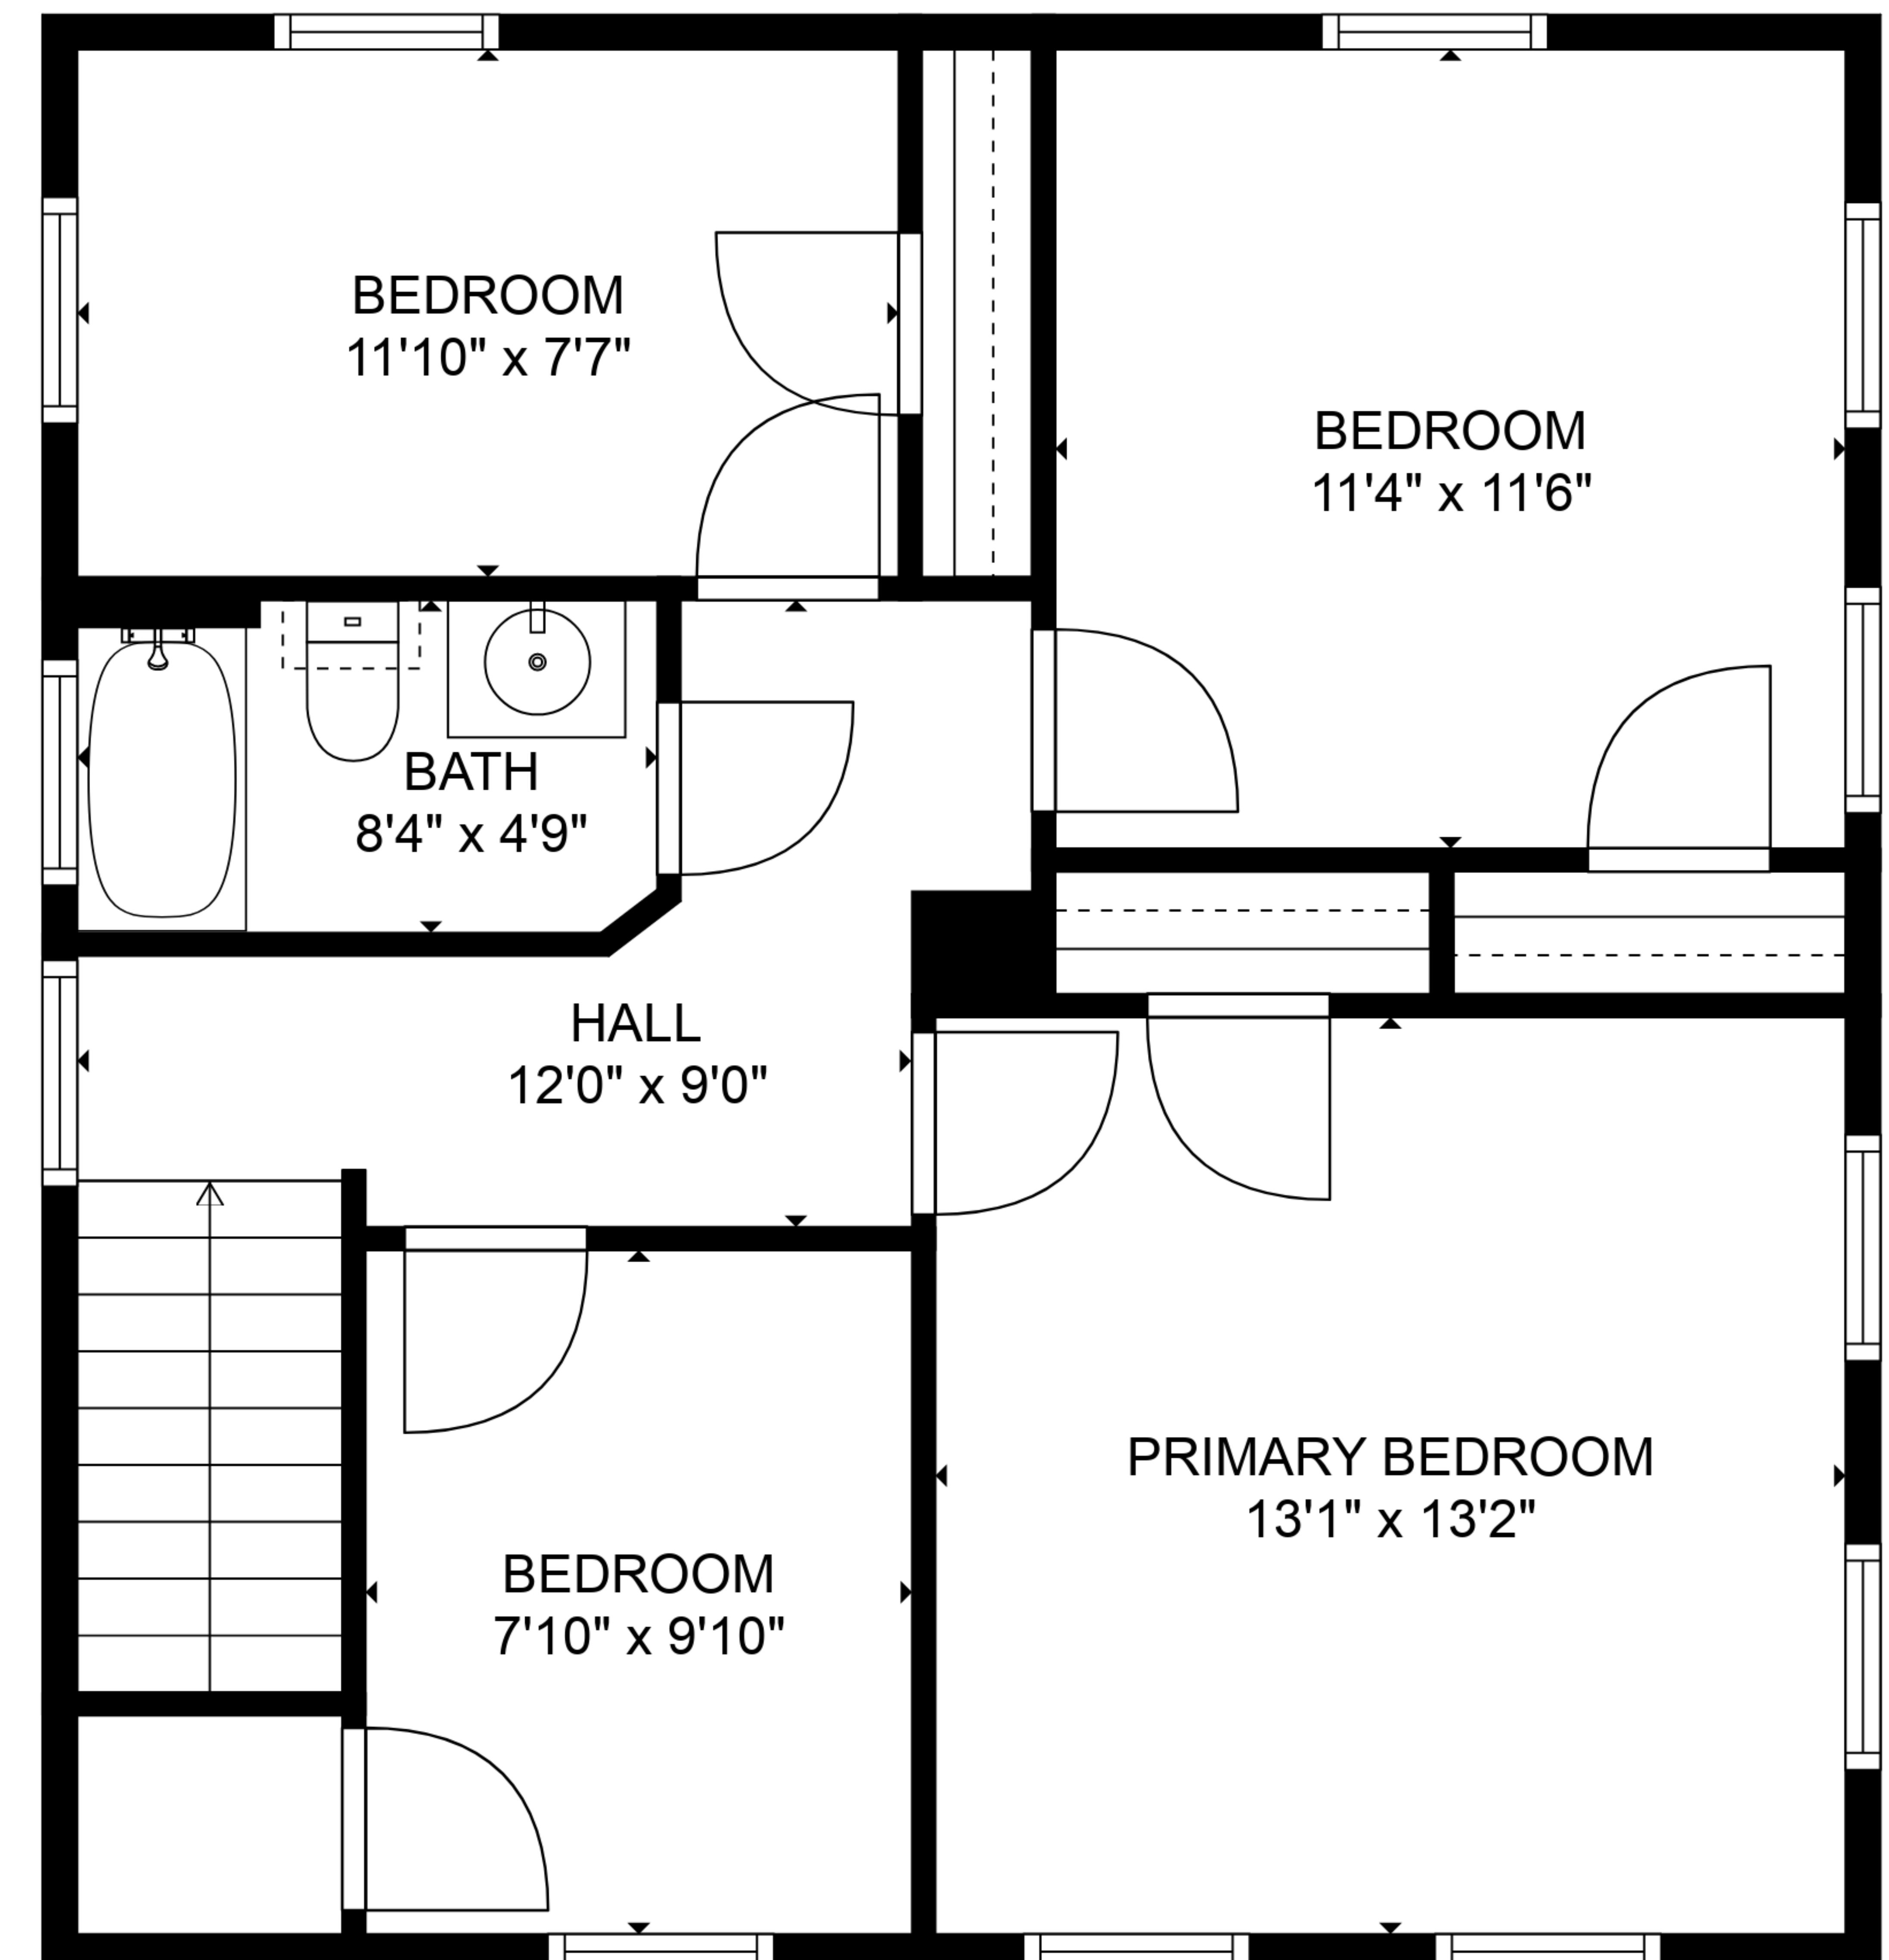 BEDROOM
11'10" x 7'7"
BEDROOM
11'4" x 11'6"
BATH
8'4" x 4'9"
HALL
12'0" x 9'0"
PRIMARY BEDROOM
13'1" x 13'2"
BEDROOM
7'10" x 9'10"